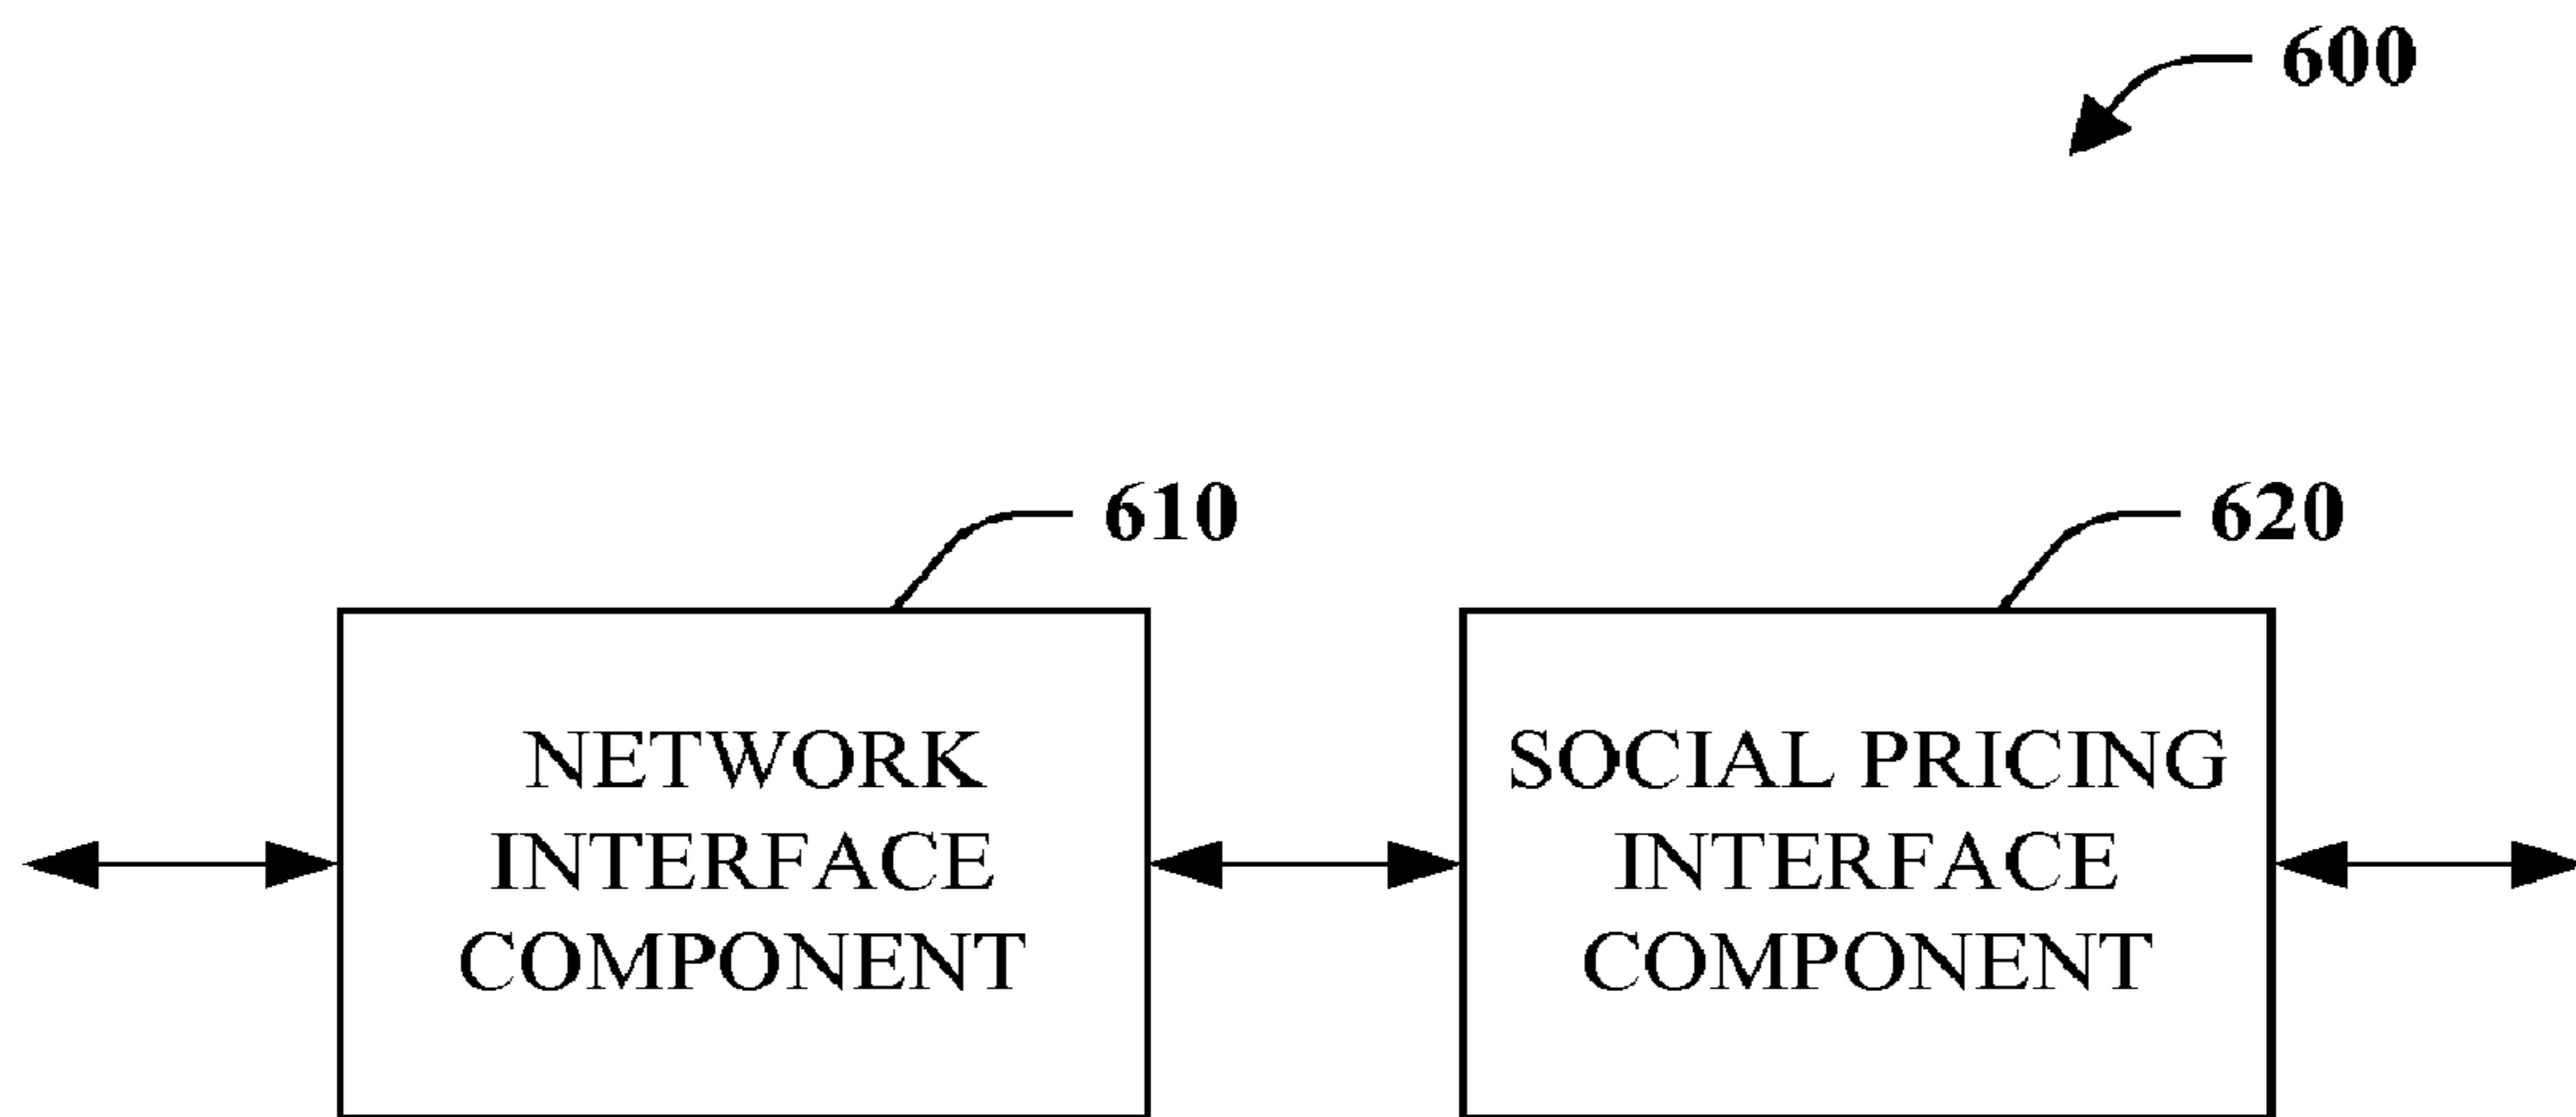 600
610
620
NETWORK
INTERFACE
COMPONENT
SOCIAL PRICING
INTERFACE
COMPONENT